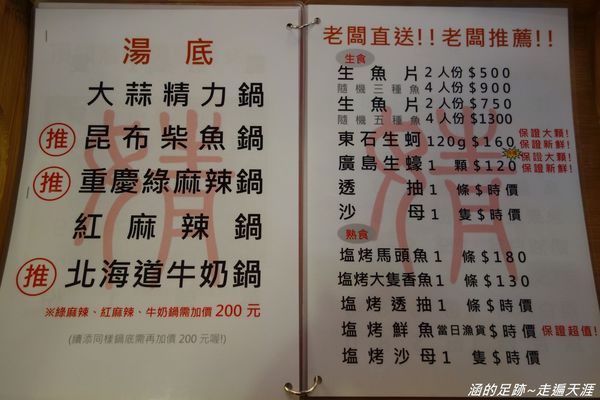 湯底
大蒜精力鍋
推 昆布柴魚鍋
推 重慶綠麻辣鍋
紅麻辣鍋
推 北海道牛奶鍋
※綠麻辣、紅麻辣、牛奶鍋需加價 200 元
(續添同樣鍋底需再加價 200 元喔!)
老闆直送!!老闆推薦!!
生食
生魚片 2人份 $500
隨機三種魚 4人份 $900
生魚片 2人份 $750
隨機五種魚 4人份 $1300
東石生蚵 120g $160 保證大顆! 保證新鮮!
廣島生蠔 1顆 $120 保證大顆! 保證新鮮!
透抽 1條 $時價
沙母 1隻 $時價
熟食
塩烤馬頭魚 1條 $180
塩烤大隻香魚 1條 $130
塩烤透抽 1條 $時價
塩烤鮮魚 當日漁貨 $時價 保證超值!
塩烤沙母 1隻 $時價
涵的足跡~走遍天涯